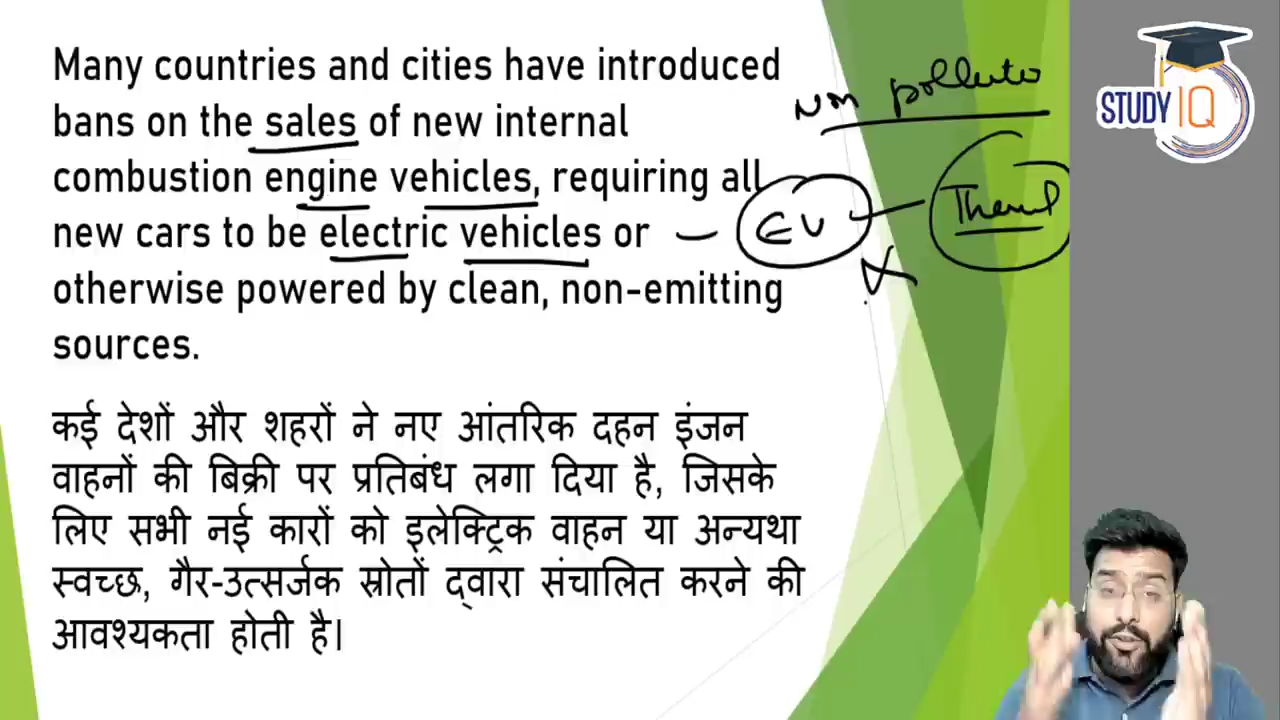 Many countries and cities have introduced
bans on the sales of new internal
combustion engine vehicles, requiring all
new cars to be electric vehicles or
otherwise powered by clean, non-emitting
sources.
कई देशों और शहरों ने नए आंतरिक दहन इंजन
वाहनों की बिक्री पर प्रतिबंध लगा दिया है, जिसके
लिए सभी नई कारों को इलेक्ट्रिक वाहन या अन्यथा
स्वच्छ, गैर-उत्सर्जक स्रोतों द्वारा संचालित करने की
आवश्यकता होती है।
Non
EV
STUDY IQ